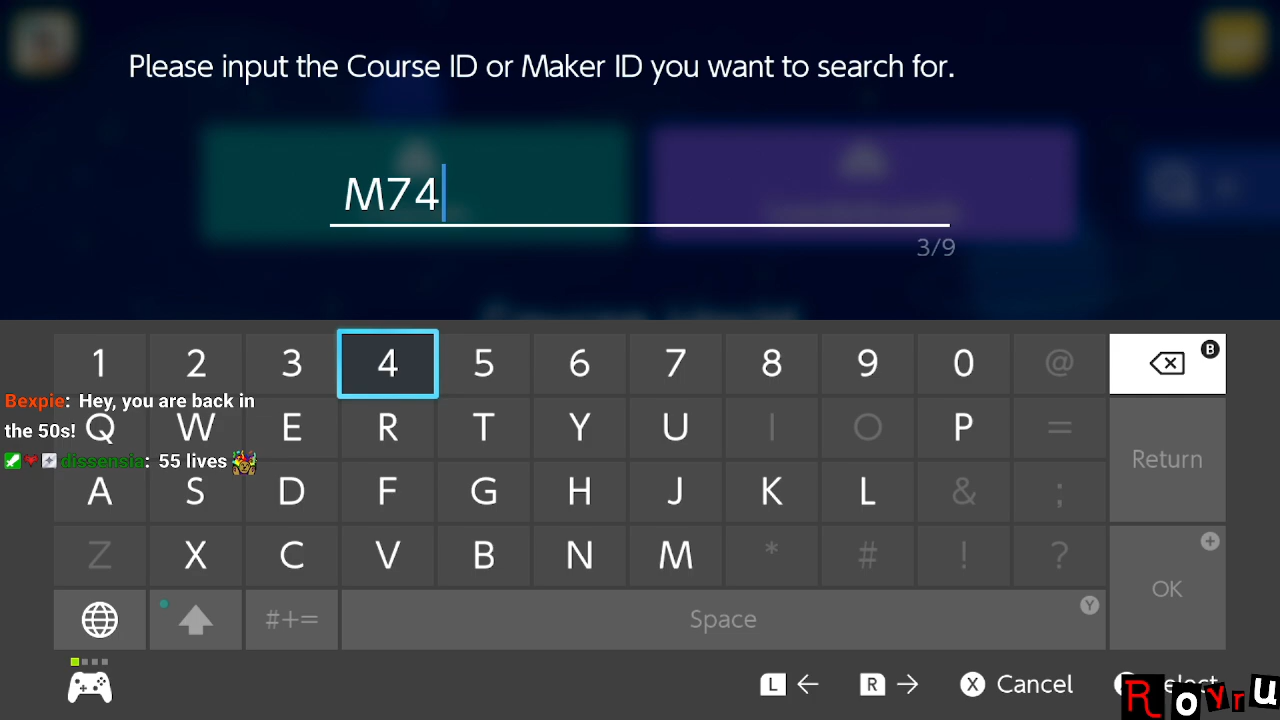 Please input the Course ID or Maker ID you want to search for.
M74
3/9
1 2 3 4 5 6 7 8 9 0 @ B
Bexpie: Hey, you are back in
the 50s!
Q W E R T Y U I O P =
Return
dissensia: 55 lives
A S D F G H J K L & ;
Z X C V B N M * # ! ? +
OK
#+= Space Y
L ← R → X Cancel
Royru